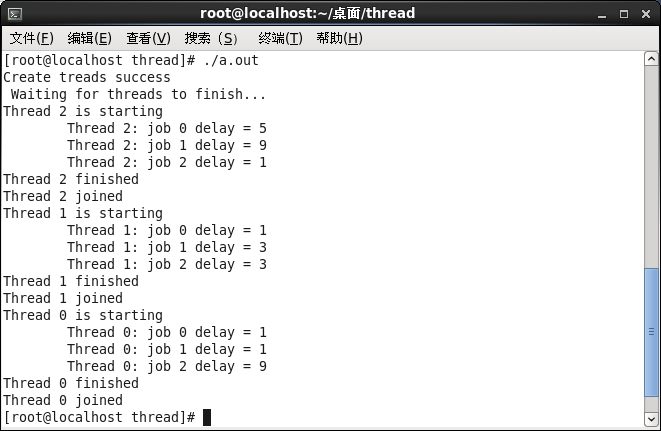 root@localhost:~/桌面/thread
文件(F) 编辑(E) 查看(V) 搜索 (S) 终端(T) 帮助(H)
[root@localhost thread]# ./a.out
Create treads success
 Waiting for threads to finish...
Thread 2 is starting
        Thread 2: job 0 delay = 5
        Thread 2: job 1 delay = 9
        Thread 2: job 2 delay = 1
Thread 2 finished
Thread 2 joined
Thread 1 is starting
        Thread 1: job 0 delay = 1
        Thread 1: job 1 delay = 3
        Thread 1: job 2 delay = 3
Thread 1 finished
Thread 1 joined
Thread 0 is starting
        Thread 0: job 0 delay = 1
        Thread 0: job 1 delay = 1
        Thread 0: job 2 delay = 9
Thread 0 finished
Thread 0 joined
[root@localhost thread]#